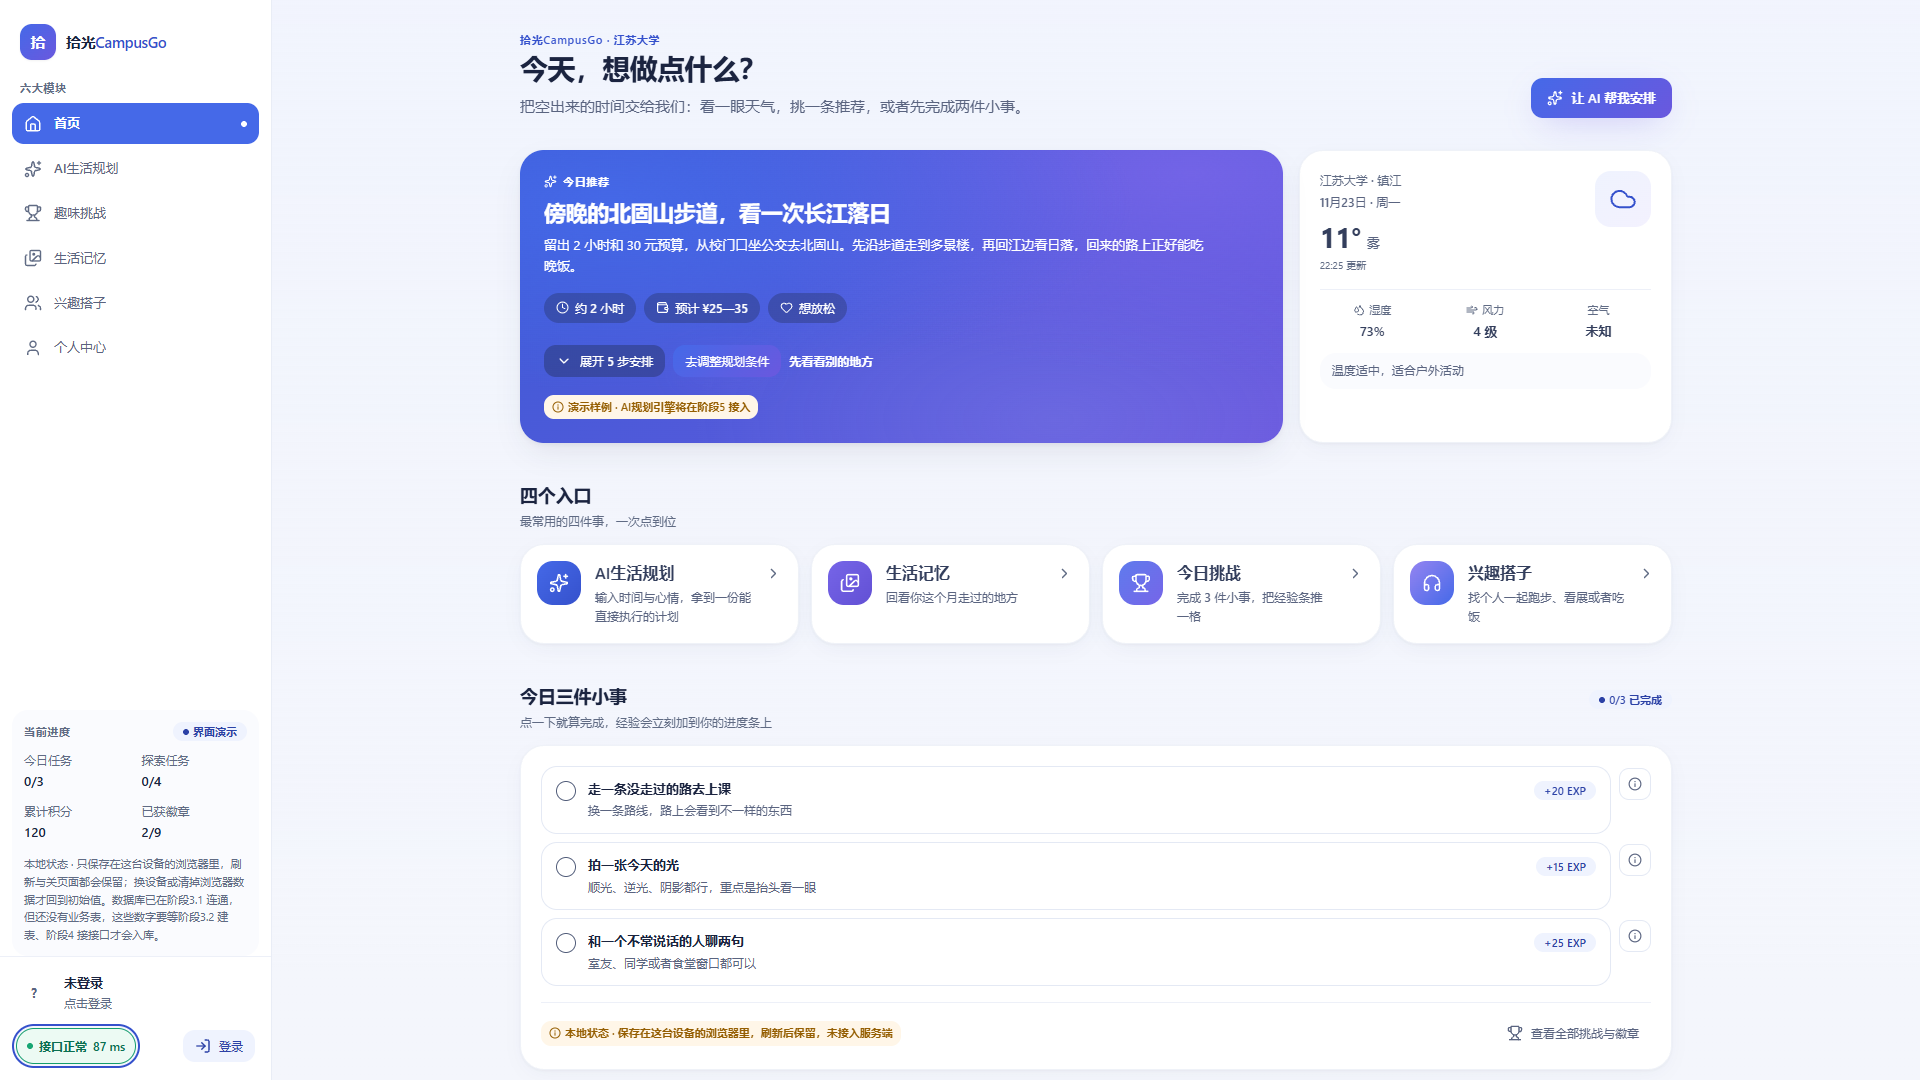 拾 拾光CampusGo
六大模块
首页
AI生活规划
趣味挑战
生活记忆
兴趣搭子
个人中心
当前进度 界面演示
今日任务 探索任务
0/3 0/4
累计积分 已获徽章
120 2/9
本地状态 · 只保存在这台设备的浏览器里，刷
新与关页面都会保留；换设备或清掉浏览器数
据才回到初始值。数据库已在阶段3.1 连通，
但还没有业务表，这些数字要等阶段3.2 建
表、阶段4 接接口才会入库。
? 未登录
点击登录
接口正常 87 ms 登录
拾光CampusGo · 江苏大学
今天，想做点什么？
把空出来的时间交给我们：看一眼天气，挑一条推荐，或者先完成两件小事。
让 AI 帮我安排
今日推荐
傍晚的北固山步道，看一次长江落日
留出 2 小时和 30 元预算，从校门口坐公交去北固山。先沿步道走到多景楼，再回江边看日落，回来的路上正好能吃
晚饭。
约 2 小时 预计 ¥25—35 想放松
展开 5 步安排 去调整规划条件 先看看别的地方
演示样例 · AI规划引擎将在阶段5 接入
江苏大学 · 镇江
11月23日 · 周一
11° 雾
22:25 更新
湿度 风力 空气
73% 4 级 未知
温度适中，适合户外活动
四个入口
最常用的四件事，一次点到位
AI生活规划
输入时间与心情，拿到一份能
直接执行的计划
生活记忆
回看你这个月走过的地方
今日挑战
完成 3 件小事，把经验条推
一格
兴趣搭子
找个人一起跑步、看展或者吃
饭
今日三件小事
点一下就算完成，经验会立刻加到你的进度条上
0/3 已完成
走一条没走过的路去上课
换一条路线，路上会看到不一样的东西
+20 EXP
拍一张今天的光
顺光、逆光、阴影都行，重点是抬头看一眼
+15 EXP
和一个不常说话的人聊两句
室友、同学或者食堂窗口都可以
+25 EXP
本地状态 · 保存在这台设备的浏览器里，刷新后保留，未接入服务端
查看全部挑战与徽章